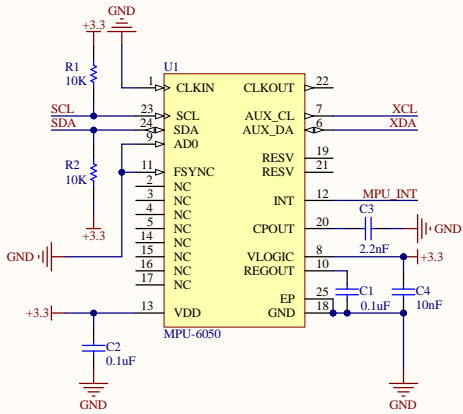 GND
+3.3
U1
R1
10K
1 CLKIN CLKOUT 22
SCL 23 SCL AUX_CL 7 XCL
SDA 24 SDA AUX_DA 6 XDA
9 AD0
RESV 19
R2
10K
11 FSYNC RESV 21
2 NC
3 NC INT 12 MPU_INT
4 NC
C3
+3.3
5 NC CPOUT 20 GND
14 NC
2.2nF
GND 15 NC VLOGIC 8 +3.3
16 NC REGOUT 10
17 NC
C1
0.1uF
C4
10nF
EP 25
+3.3 13 VDD GND 18
MPU-6050
C2
0.1uF
GND
GND